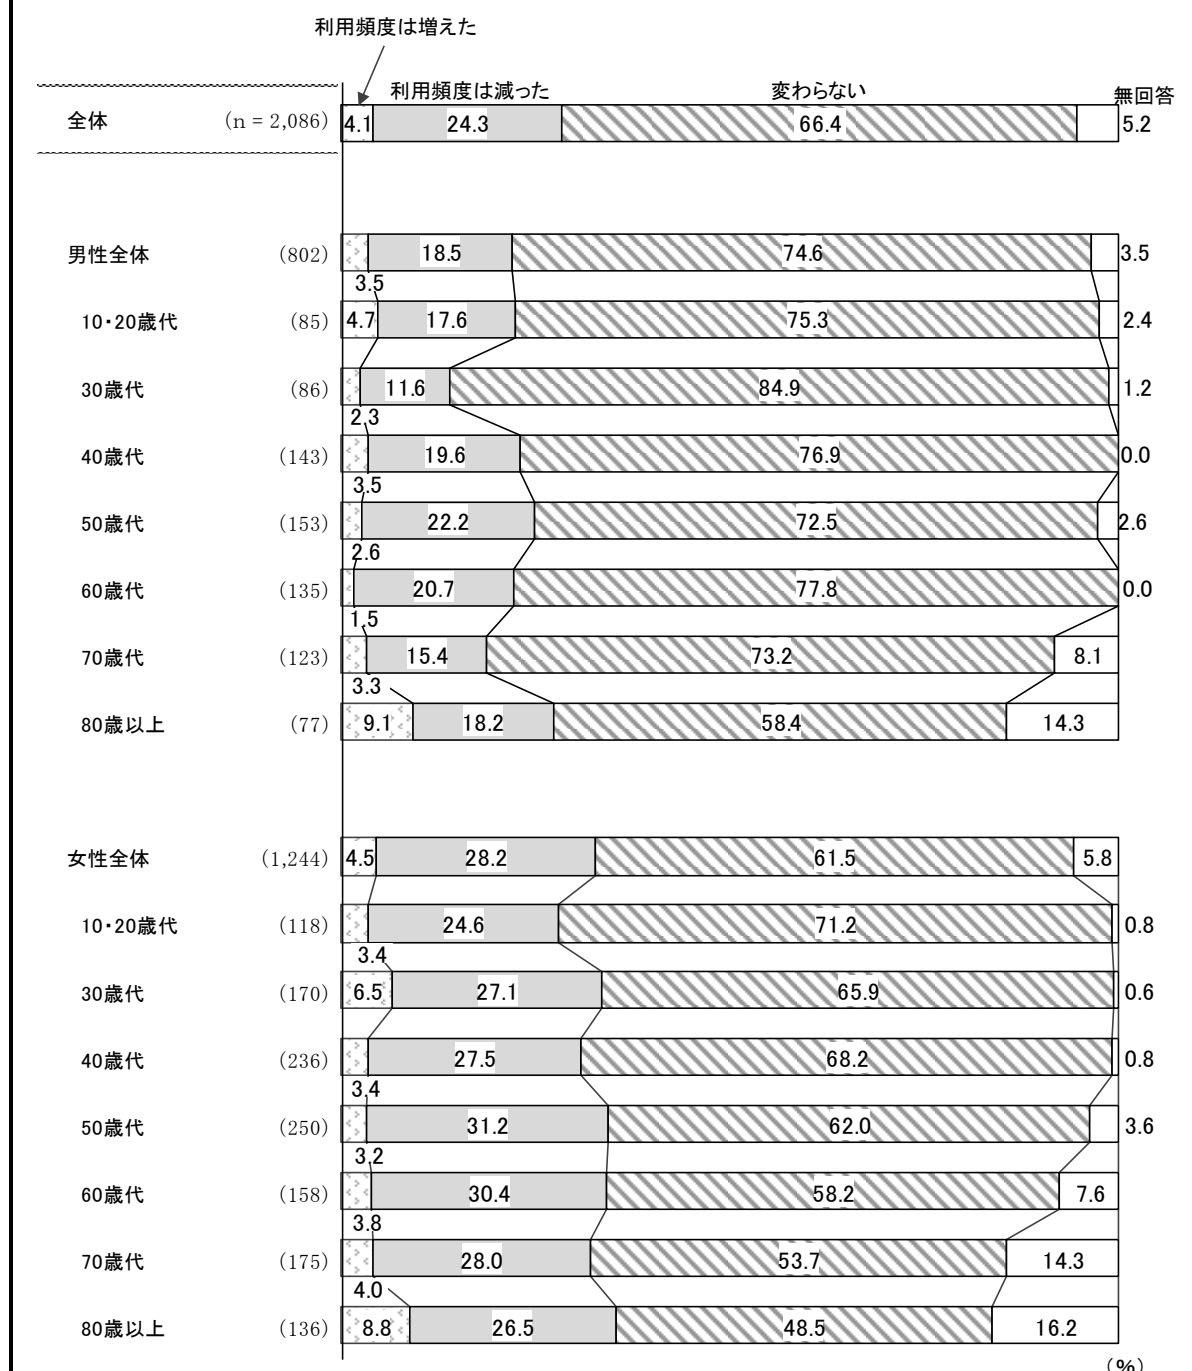 利用頻度は増えた
利用頻度は減った 変わらない 無回答
全体 (n = 2,086) 4.1 24.3 66.4 5.2
男性全体 (802) 18.5 74.6 3.5
3.5
10・20歳代 (85) 4.7 17.6 75.3 2.4
30歳代 (86) 11.6 84.9 1.2
2.3
40歳代 (143) 19.6 76.9 0.0
3.5
50歳代 (153) 22.2 72.5 2.6
2.6
60歳代 (135) 20.7 77.8 0.0
1.5
70歳代 (123) 15.4 73.2 8.1
3.3
80歳以上 (77) 9.1 18.2 58.4 14.3
女性全体 (1,244) 4.5 28.2 61.5 5.8
10・20歳代 (118) 24.6 71.2 0.8
3.4
30歳代 (170) 6.5 27.1 65.9 0.6
40歳代 (236) 27.5 68.2 0.8
3.4
50歳代 (250) 31.2 62.0 3.6
3.2
60歳代 (158) 30.4 58.2 7.6
3.8
70歳代 (175) 28.0 53.7 14.3
4.0
80歳以上 (136) 8.8 26.5 48.5 16.2
(%)